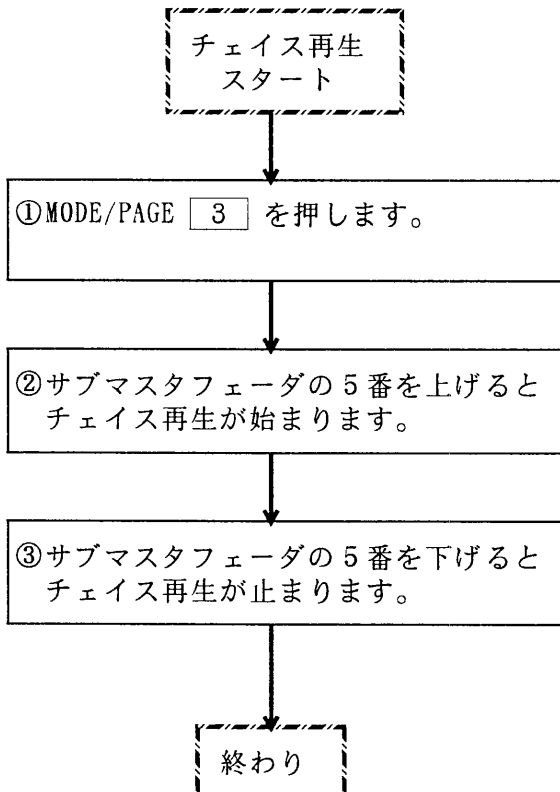 チェイス再生
スタート
①MODE/PAGE 3 を押します。
②サブマスタフェーダの5番を上げると
チェイス再生が始まります。
③サブマスタフェーダの5番を下げると
チェイス再生が止まります。
終わり